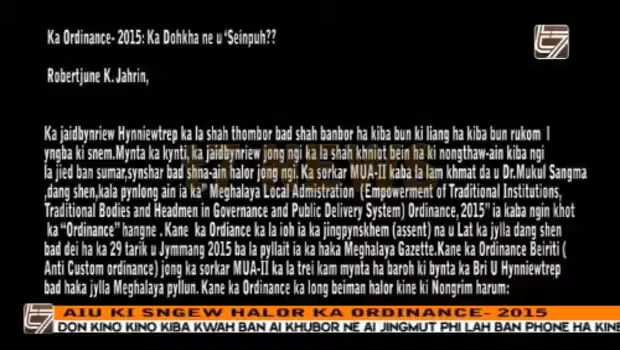 Ka Ordinance- 2015: Ka Dohkha ne u ‘Seinpuh??
Robertjune K. Jahrin,
Ka jaidbynriew Hynniewtrep ka la shah thombor bad shah banbor ha kiba bun ki liang ha kiba bun rukom I
yngba ki snem.Mynta ka kynti, ka jaidbynriew jong ngi ka la shah khniot bein ha ki nongthaw-ain kiba ngi
la jied ban sumar,synshar bad shna-ain halor jong ngi. Ka sorkar MUA-II kaba la lam khmat da u Dr.Mukul Sangma
,dang shen,kala pynlong ain ia ka” Meghalaya Local Admistration (Empowerment of Traditional Institutions,
Traditional Bodies and Headmen in Governance and Public Delivery System) Ordinance, 2015” ia kaba ngin khot
ka “Ordinance” hangne . Kane ka Ordiance ka la ioh ia ka jingpynskhem (assent) na u Lat ka jylla dang shen
bad dei ha ka 29 tarik u Jymmang 2015 ba la pyllait ia ka haka Meghalaya Gazette. Kane ka Ordinance Beiriti (
Anti Custom ordinance) jong ka sorkar MUA-II ka la trei kam mynta ha baroh ki bynta ka Bri U Hynniewtrep
bad haka jylla Meghalaya pyllun. Kane ka Ordinance ka long beiman halor kine ki Nongrim harum:
AIU KI SNGEW HALOR KA ORDINANCE- 2015
DON KINO KINO KIBA KWAH BAN AI KHUBOR NE AI JINGMUT PHI LAH BAN PHONE HA KINE